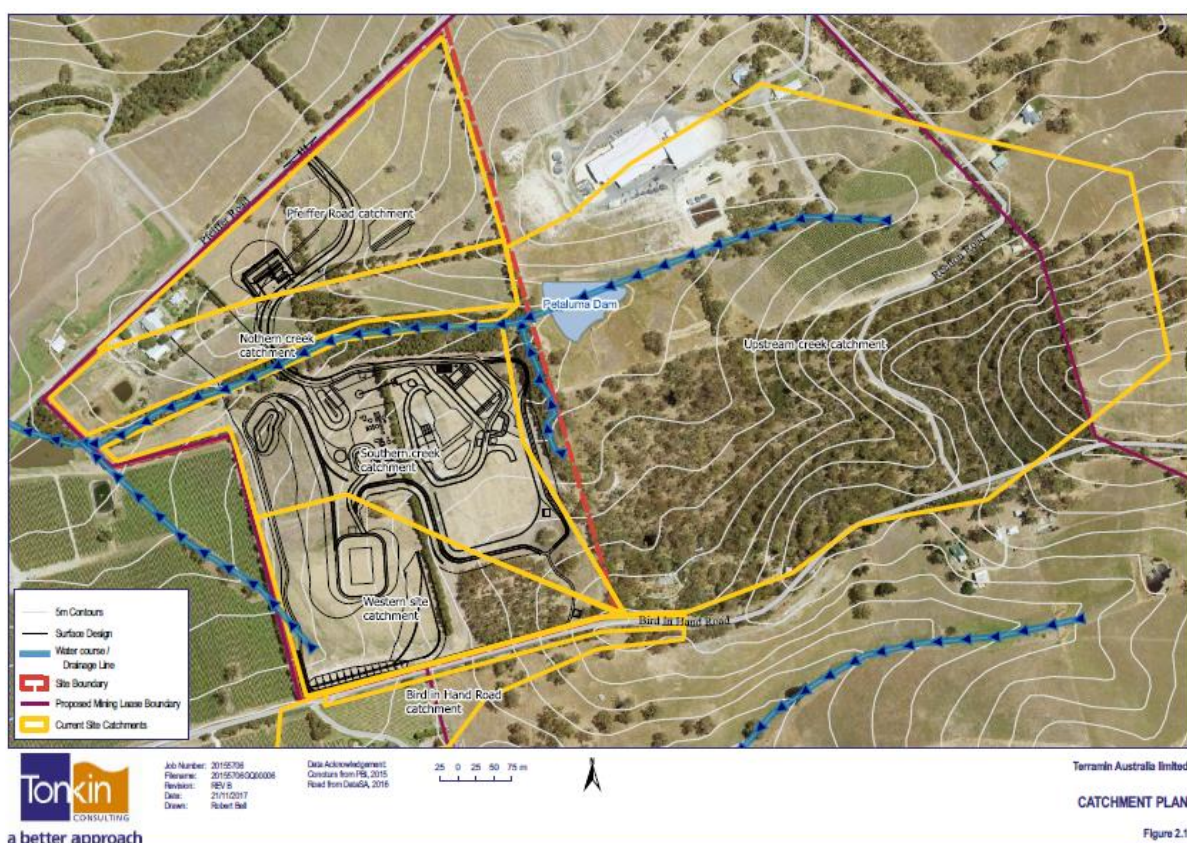 Pfeiffer Road
Pfeiffer Road catchment
Nothern creek
catchment
Petaluma Dam
Upstream creek catchment
Southern creek
catchment
Western site
catchment
Bird in Hand Road
Bird in Hand Road
catchment
5m Contours
Surface Design
Water course /
Drainage Line
Site Boundary
Proposed Mining Lease Boundary
Current Site Catchments
Tonkin
CONSULTING
a better approach
Job Number: 20155706
Filename: 20155706GQ00006
Revision: REV B
Date: 21/11/2017
Drawn: Robert Bell
Data Acknowledgement:
Contours from PBI, 2015
Road from DataSA, 2016
25 0 25 50 75 m
N
Terramin Australia limited
CATCHMENT PLAN
Figure 2.1